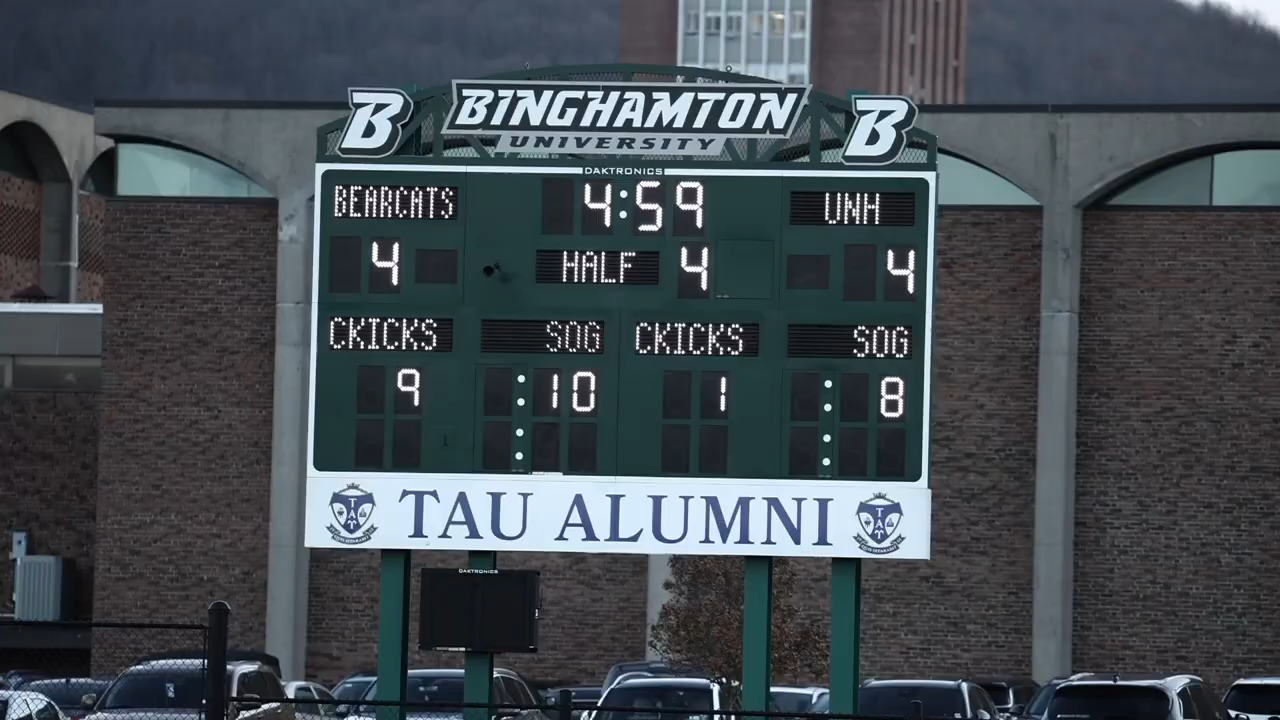 B BINGHAMTON B
UNIVERSITY
DAKTRONICS
BEARCATS 4:59 UNH
4 HALF 4 4
CKICKS SOG CKICKS SOG
9 : 10 1 : 8
TAU ALUMNI
DAKTRONICS